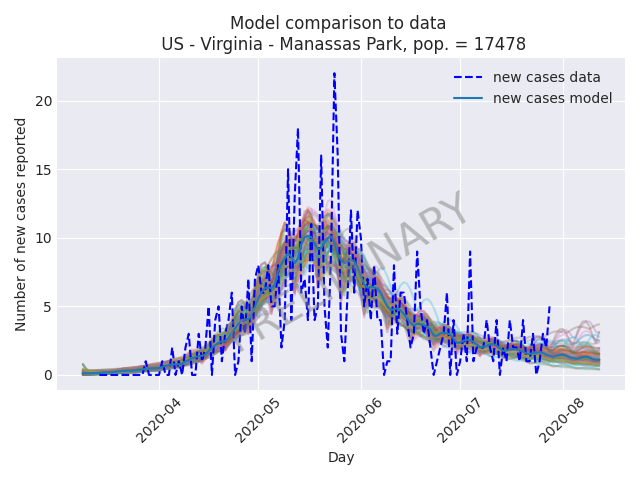 Model comparison to data
US - Virginia - Manassas Park, pop. = 17478
new cases data
new cases model
Number of new cases reported
20
15
10
5
0
PRELIMINARY
2020-04
2020-05
2020-06
2020-07
2020-08
Day